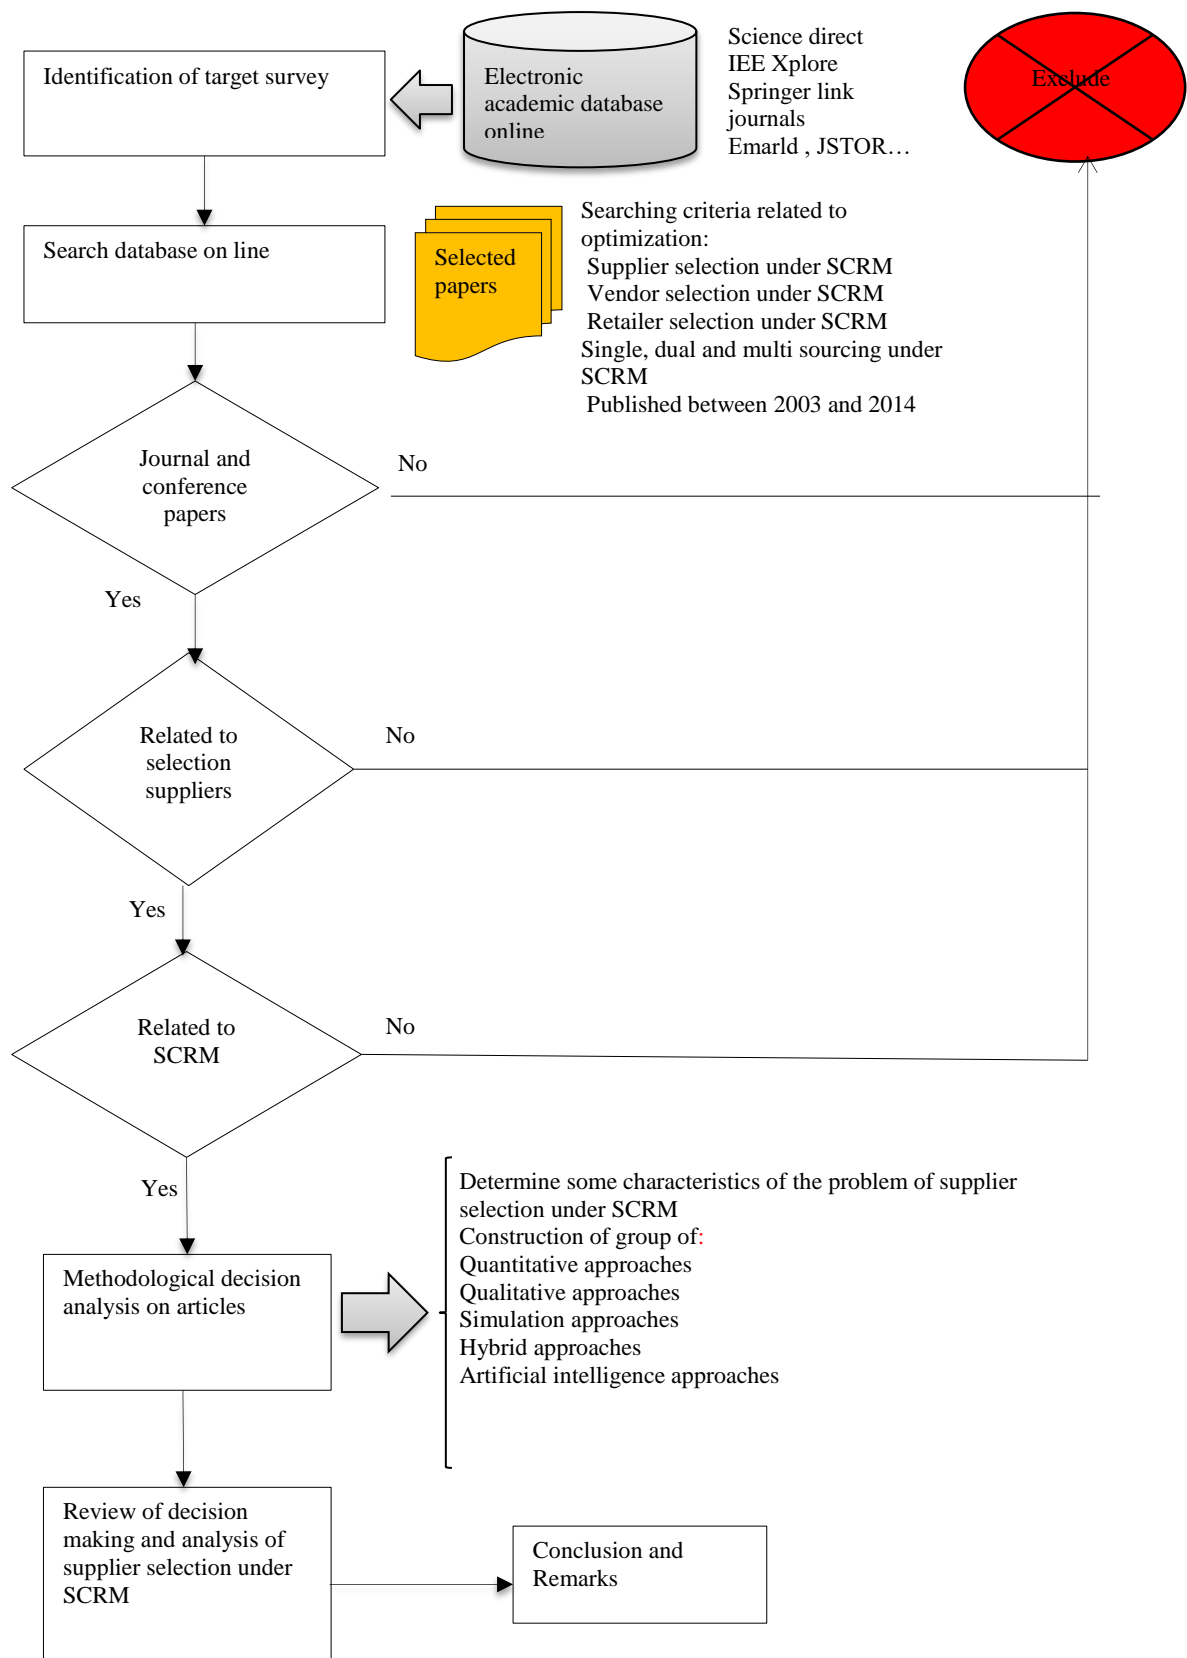 Identification of target survey
Electronic
academic database
online
Science direct
IEE Xplore
Springer link
journals
Emarld , JSTOR…
Exclude
Search database on line
Selected
papers
Searching criteria related to
optimization:
Supplier selection under SCRM
Vendor selection under SCRM
Retailer selection under SCRM
Single, dual and multi sourcing under
SCRM
Published between 2003 and 2014
Journal and
conference
papers
No
Yes
Related to
selection
suppliers
No
Yes
Related to
SCRM
No
Yes
Methodological decision
analysis on articles
Determine some characteristics of the problem of supplier
selection under SCRM
Construction of group of:
Quantitative approaches
Qualitative approaches
Simulation approaches
Hybrid approaches
Artificial intelligence approaches
Review of decision
making and analysis of
supplier selection under
SCRM
Conclusion and
Remarks